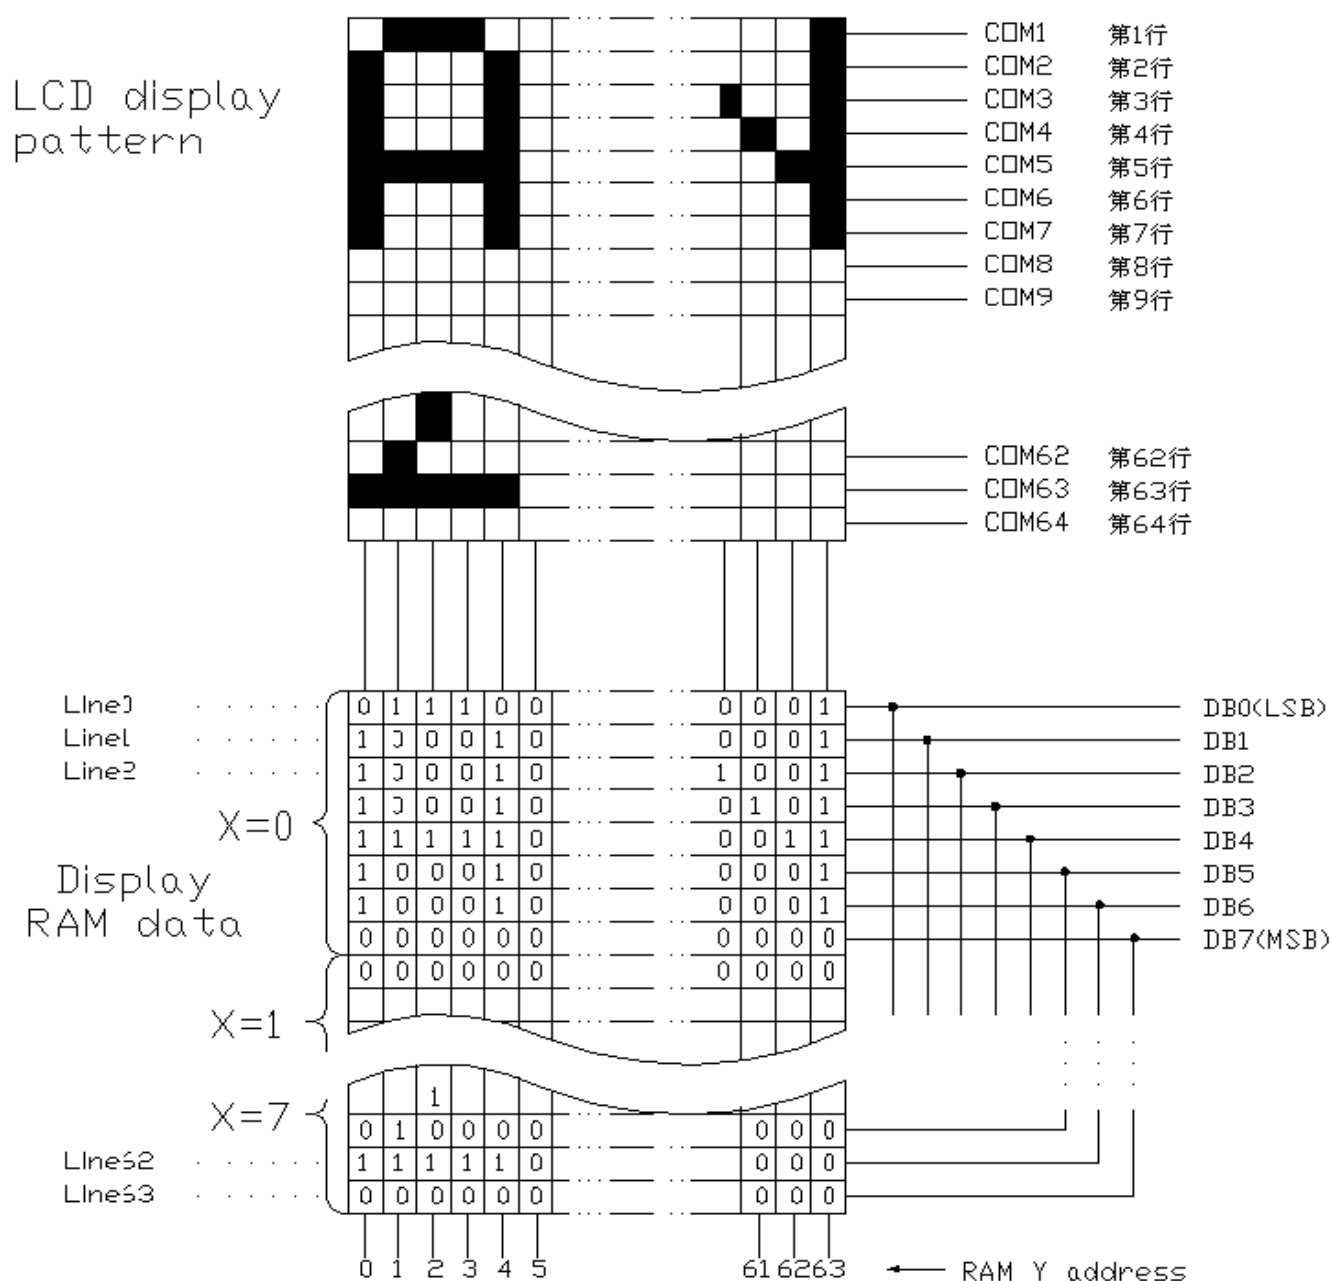 COM1 第1行
COM2 第2行
LCD display
pattern
COM3 第3行
COM4 第4行
COM5 第5行
COM6 第6行
COM7 第7行
COM8 第8行
COM9 第9行
COM62 第62行
COM63 第63行
COM64 第64行
LIne0 0 1 1 1 0 0 0 0 0 1 DB0(LSB)
Line1 1 0 0 0 1 0 0 0 0 1 DB1
Line2 1 0 0 0 1 0 1 0 0 1 DB2
1 0 0 0 1 0 0 1 0 1 DB3
X=0
1 1 1 1 1 0 0 0 1 1 DB4
1 0 0 0 1 0 0 0 0 1 DB5
Display
RAM data
1 0 0 0 1 0 0 0 0 1 DB6
0 0 0 0 0 0 0 0 0 0 DB7(MSB)
0 0 0 0 0 0 0 0 0 0
X=1
1
X=7
0 1 0 0 0 0 0 0 0
LIne62 1 1 1 1 1 0 0 0 0
LIne63 0 0 0 0 0 0 0 0 0
0 1 2 3 4 5 61 62 63 RAM Y address